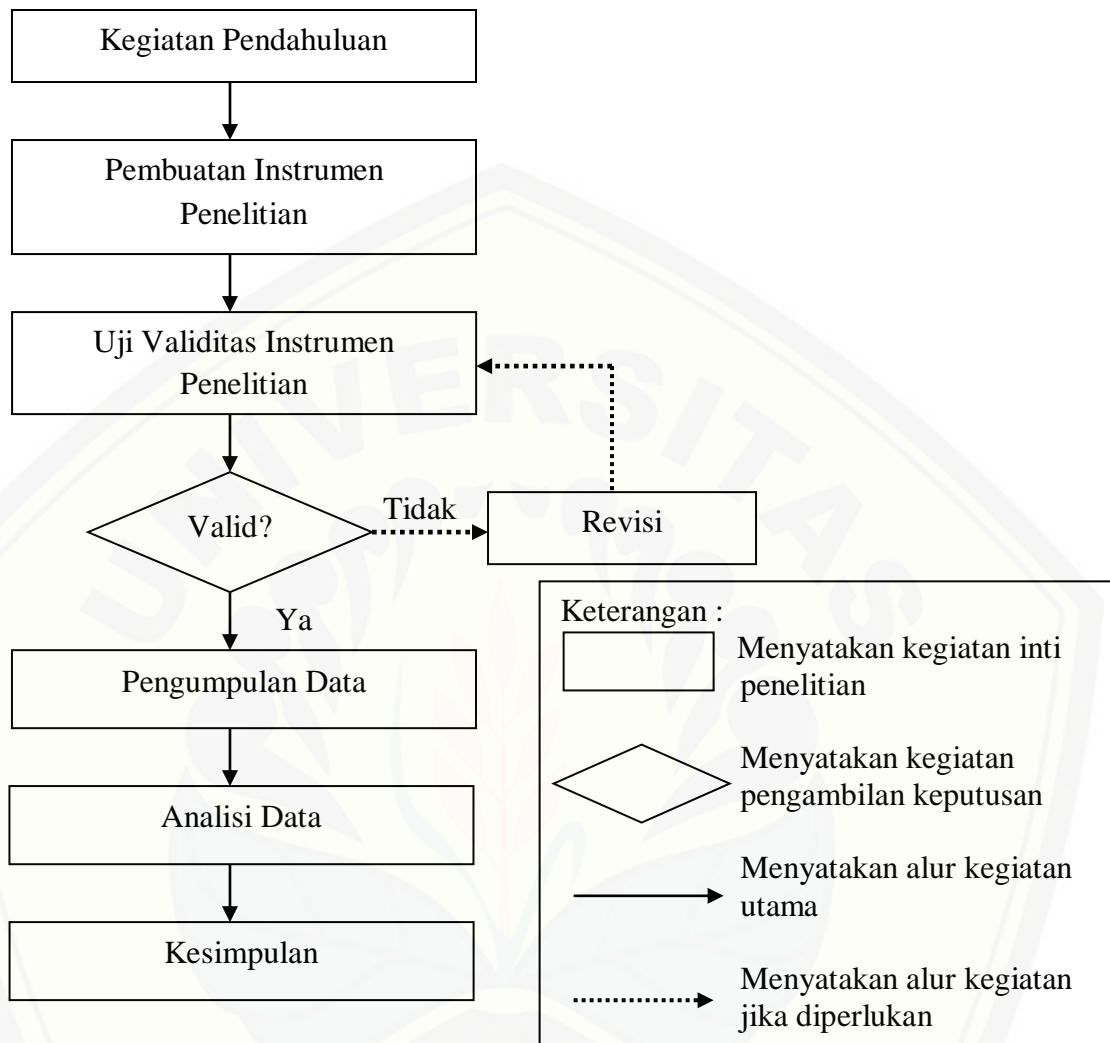 Kegiatan Pendahuluan
Pembuatan Instrumen
Penelitian
Uji Validitas Instrumen
Penelitian
Valid?
Tidak
Revisi
Ya
Pengumpulan Data
Analisi Data
Kesimpulan
Keterangan :
Menyatakan kegiatan inti
penelitian
Menyatakan kegiatan
pengambilan keputusan
Menyatakan alur kegiatan
utama
Menyatakan alur kegiatan
jika diperlukan
UNIVERSITAS